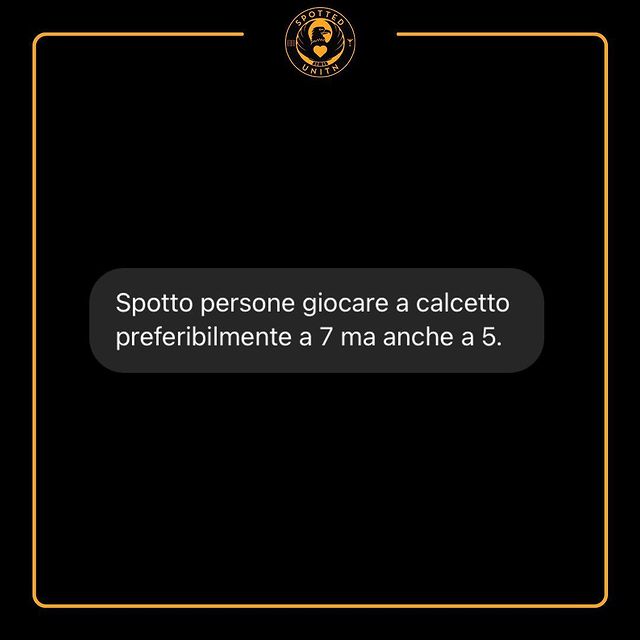 SPOTTED
UNITN
Spotto persone giocare a calcetto
preferibilmente a 7 ma anche a 5.